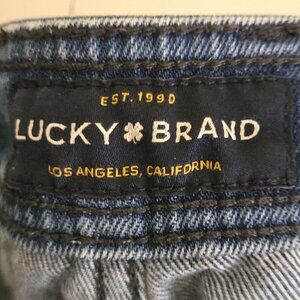 EST. 1990
LUCKY BRAND
LOS ANGELES, CALIFORNIA